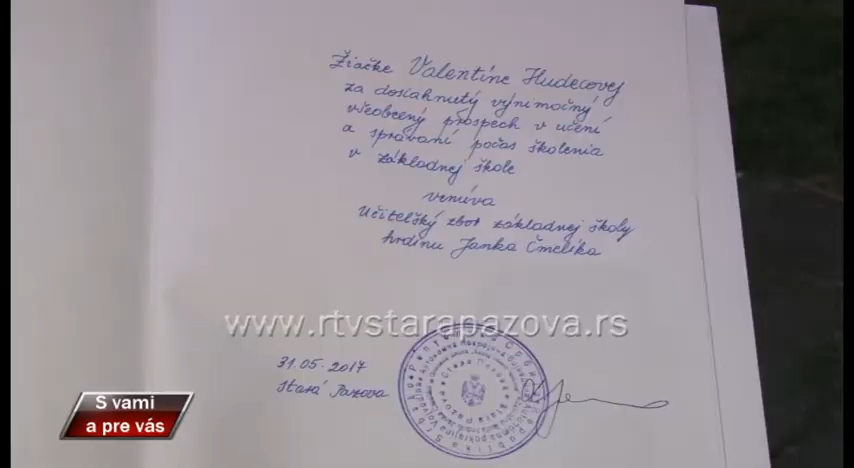 Žiačke Valentíne Hudecovej
za dosiahnutý výnimočný
všeobecný prospech v učení
a správaní počas školenia
v základnej škole
venúva
Učiteľský zbor základnej školy
hrdinu Janka Čmelíka
www.rtvstarapazova.rs
31.05.2017
Stará Pazova
S vami
a pre vás